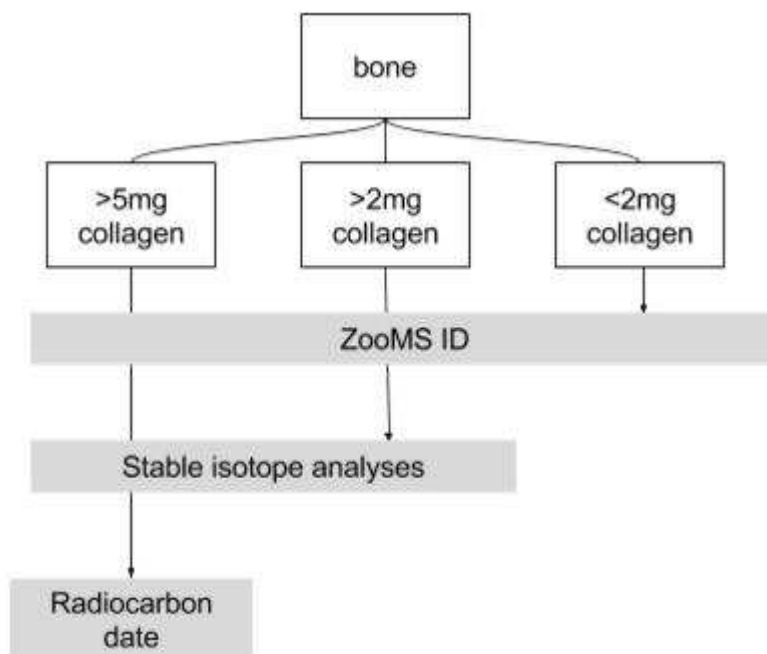 bone
>5mg
collagen
>2mg
collagen
<2mg
collagen
ZooMS ID
Stable isotope analyses
Radiocarbon
date